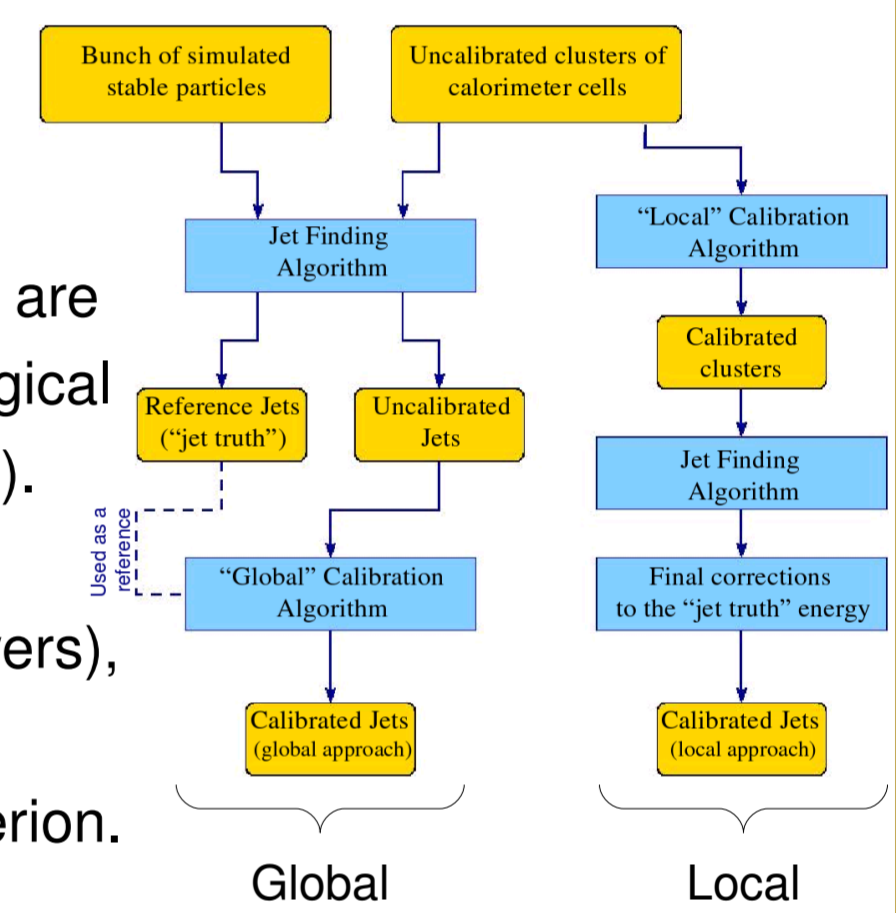 Bunch of simulated
stable particles
Uncalibrated clusters of
calorimeter cells
“Local” Calibration
Algorithm
Jet Finding
Algorithm
are
Calibrated
clusters
gical
Reference Jets
(“jet truth”)
Uncalibrated
Jets
Jet Finding
Algorithm
).
Used as a
reference
“Global” Calibration
Algorithm
Final corrections
to the “jet truth” energy
ers),
Calibrated Jets
(global approach)
Calibrated Jets
(local approach)
erion.
Global
Local